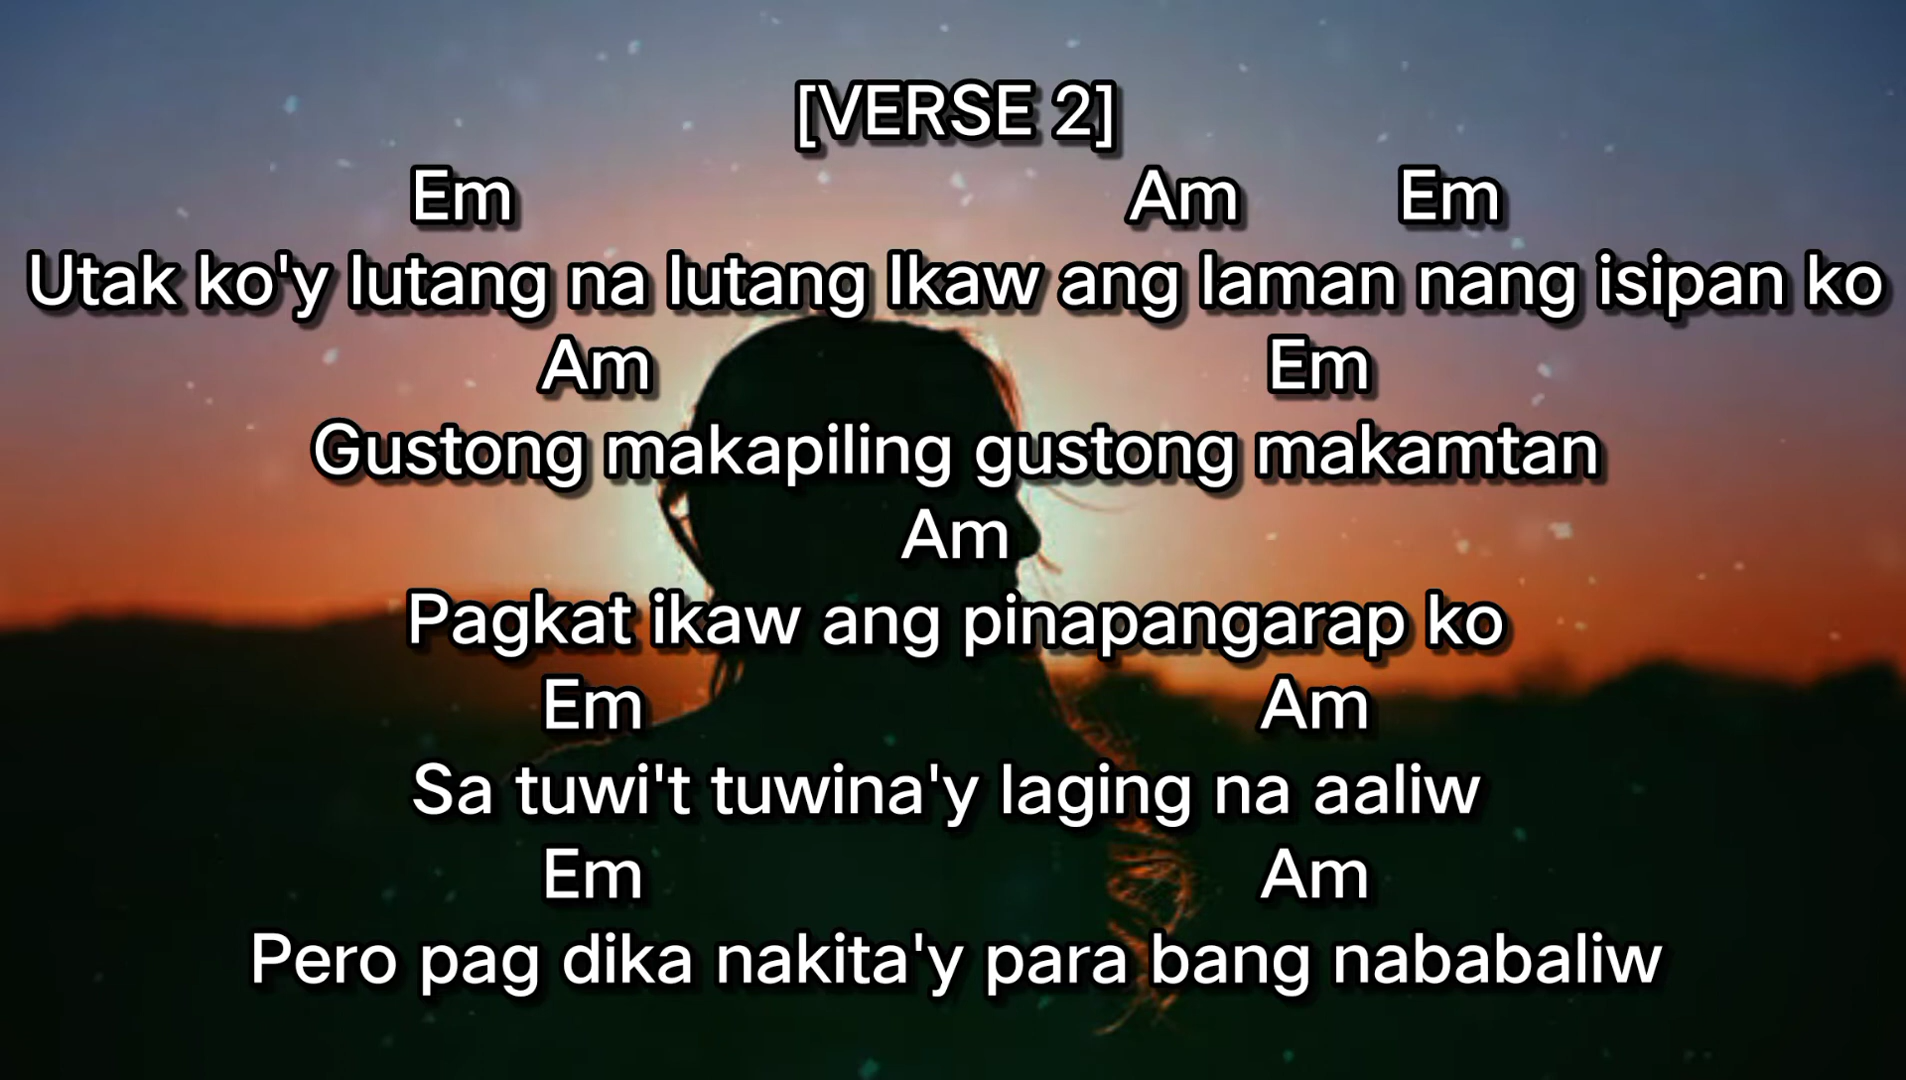 [VERSE 2]
Em Am Em
Utak ko'y lutang na lutang Ikaw ang laman nang isipan ko
Am Em
Gustong makapiling gustong makamtan
Am
Pagkat ikaw ang pinapangarap ko
Em Am
Sa tuwi't tuwina'y laging na aaliw
Em Am
Pero pag dika nakita'y para bang nababaliw